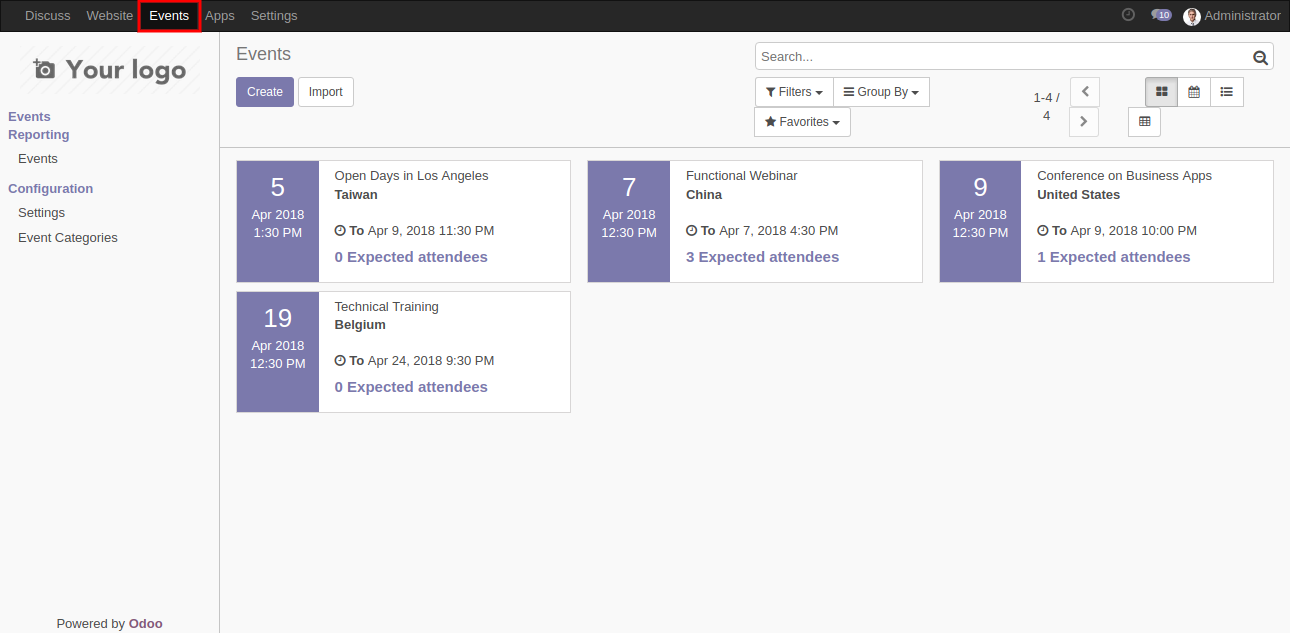 Discuss Website Events Apps Settings 10 Administrator
Your logo
Events
Reporting
Events
Configuration
Settings
Event Categories
Powered by Odoo
Events
Search...
Create Import
Filters Group By
Favorites
1-4 /
4
5
Apr 2018
1:30 PM
Open Days in Los Angeles
Taiwan
To Apr 9, 2018 11:30 PM
0 Expected attendees
7
Apr 2018
12:30 PM
Functional Webinar
China
To Apr 7, 2018 4:30 PM
3 Expected attendees
9
Apr 2018
12:30 PM
Conference on Business Apps
United States
To Apr 9, 2018 10:00 PM
1 Expected attendees
19
Apr 2018
12:30 PM
Technical Training
Belgium
To Apr 24, 2018 9:30 PM
0 Expected attendees